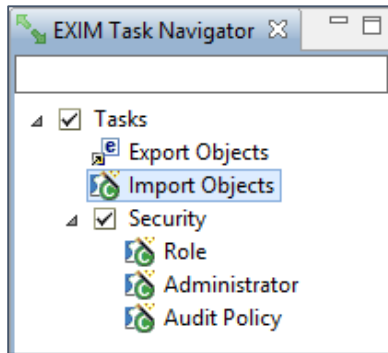 EXIM Task Navigator
Tasks
Export Objects
Import Objects
Security
Role
Administrator
Audit Policy